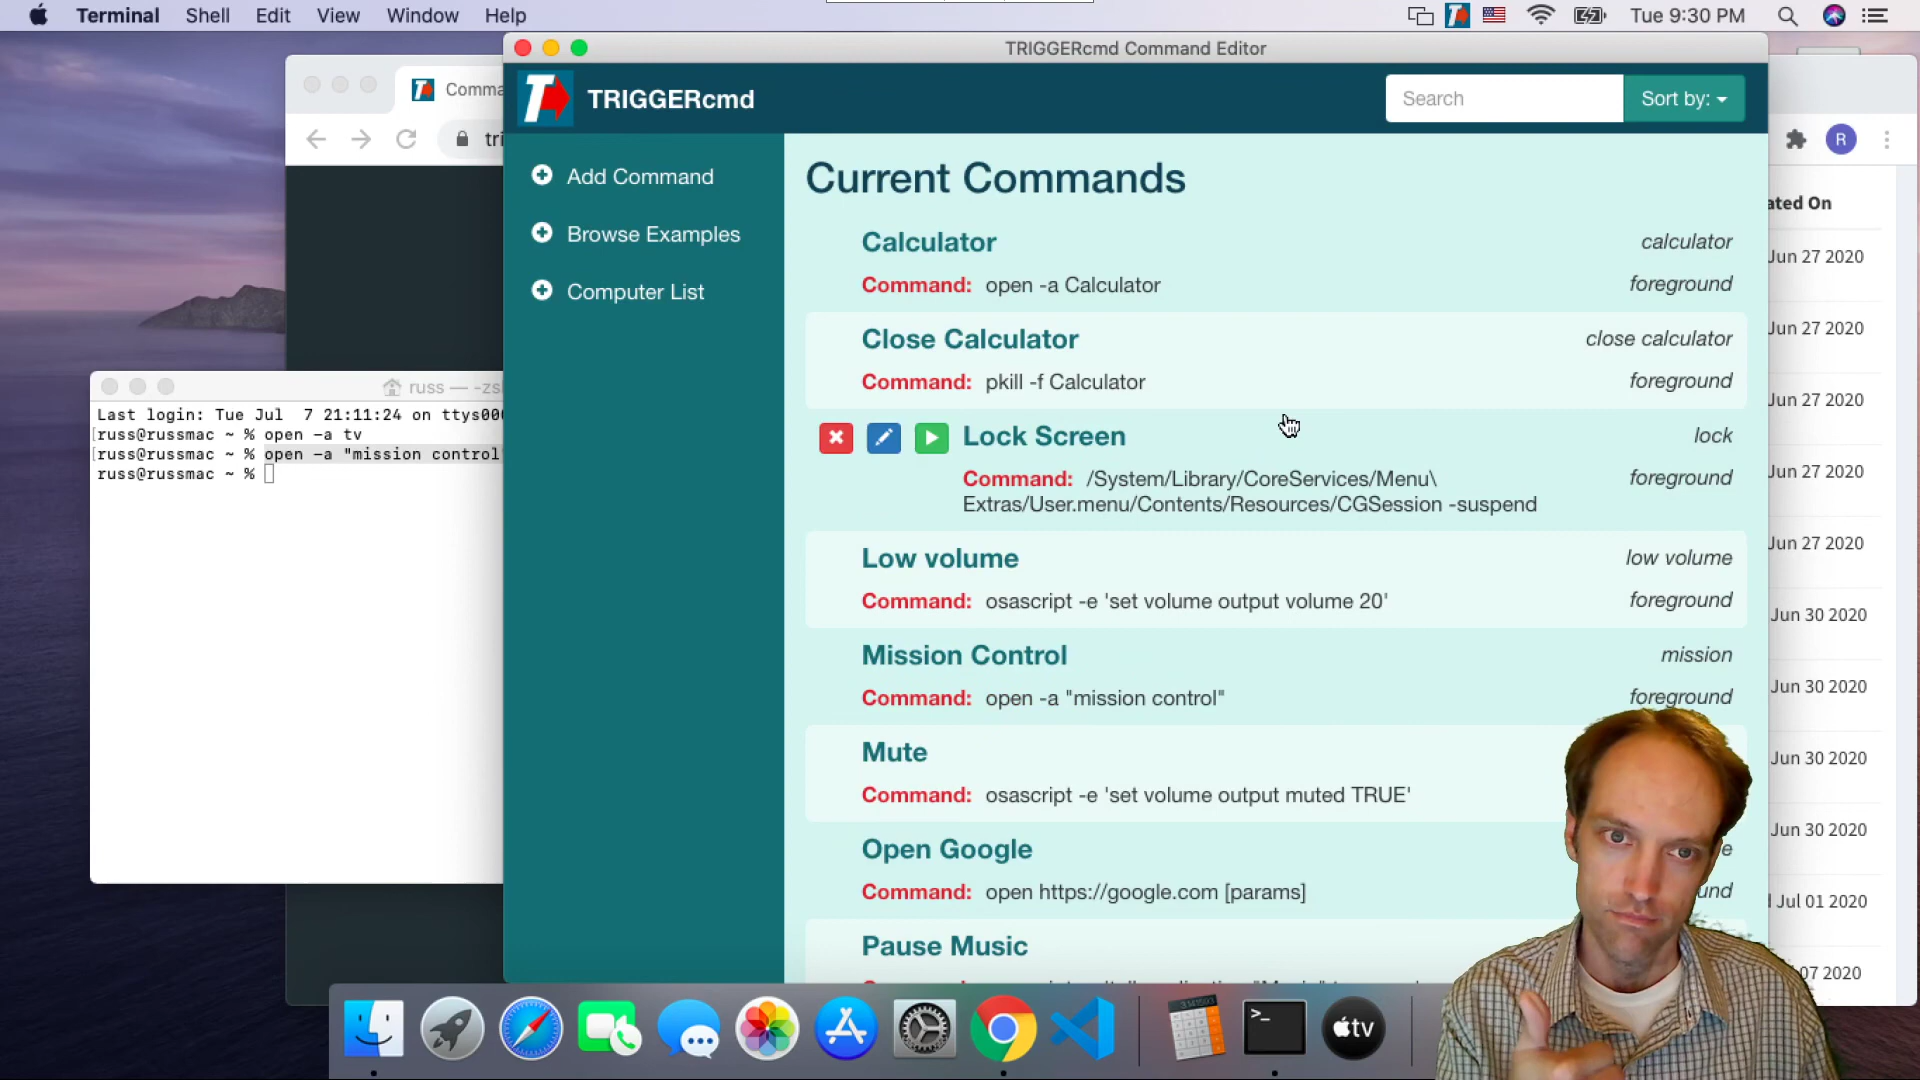 Terminal Shell Edit View Window Help
Tue 9:30 PM
TRIGGERcmd Command Editor
T TRIGGERcmd
Search
Sort by:
Add Command
Browse Examples
Computer List
Current Commands
Calculator
calculator
Command: open -a Calculator
foreground
Close Calculator
close calculator
Command: pkill -f Calculator
foreground
Lock Screen
lock
Command: /System/Library/CoreServices/Menu\
foreground
Extras/User.menu/Contents/Resources/CGSession -suspend
Low volume
low volume
Command: osascript -e 'set volume output volume 20'
foreground
Mission Control
mission
Command: open -a "mission control"
foreground
Mute
Command: osascript -e 'set volume output muted TRUE'
Open Google
Command: open https://google.com [params]
Pause Music
russ — -zs
Last login: Tue Jul 7 21:11:24 on ttys000
[russ@russmac ~ % open -a tv
[russ@russmac ~ % open -a "mission control"
russ@russmac ~ %
T Comma
tri
R
ated On
Jun 27 2020
Jun 27 2020
Jun 27 2020
Jun 27 2020
Jun 27 2020
Jun 30 2020
Jun 30 2020
Jun 30 2020
Jun 30 2020
Jul 01 2020
07 2020
tv